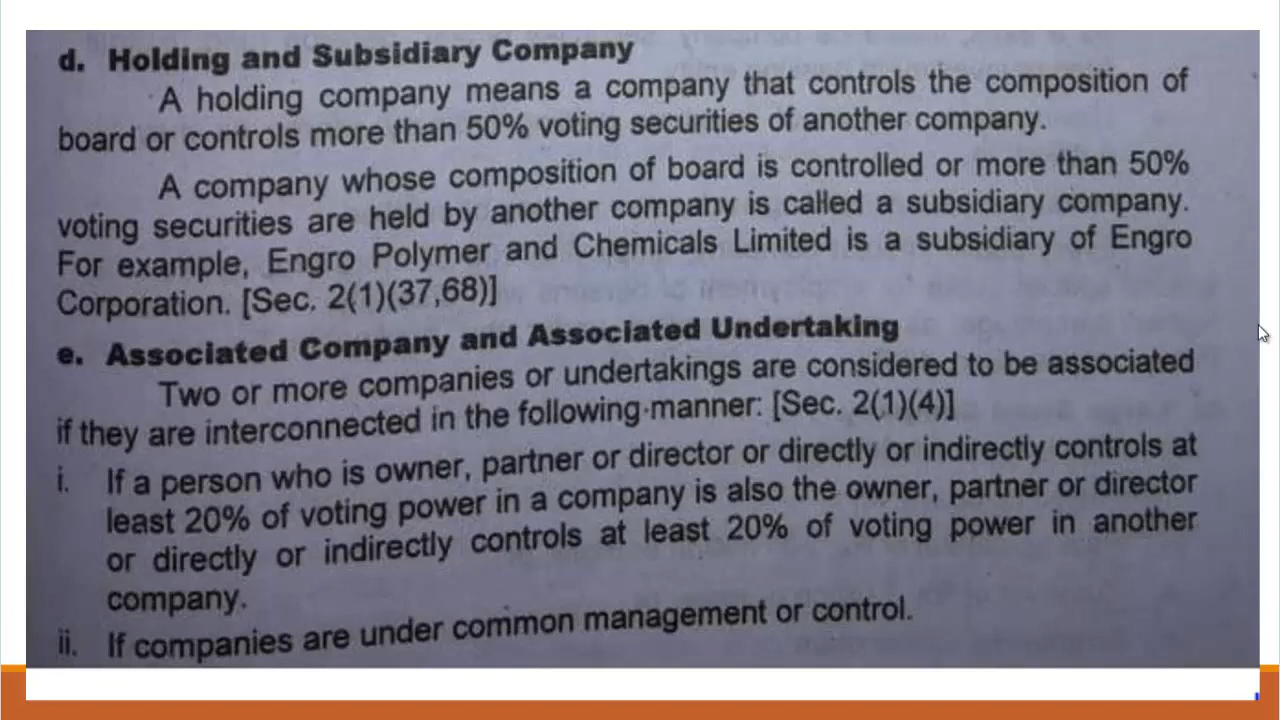 d. Holding and Subsidiary Company
A holding company means a company that controls the composition of
board or controls more than 50% voting securities of another company.
A company whose composition of board is controlled or more than 50%
voting securities are held by another company is called a subsidiary company.
For example, Engro Polymer and Chemicals Limited is a subsidiary of Engro
Corporation. [Sec. 2(1)(37,68)]
e. Associated Company and Associated Undertaking
Two or more companies or undertakings are considered to be associated
if they are interconnected in the following manner: [Sec. 2(1)(4)]
i. If a person who is owner, partner or director or directly or indirectly controls at
least 20% of voting power in a company is also the owner, partner or director
or directly or indirectly controls at least 20% of voting power in another
company.
ii. If companies are under common management or control.